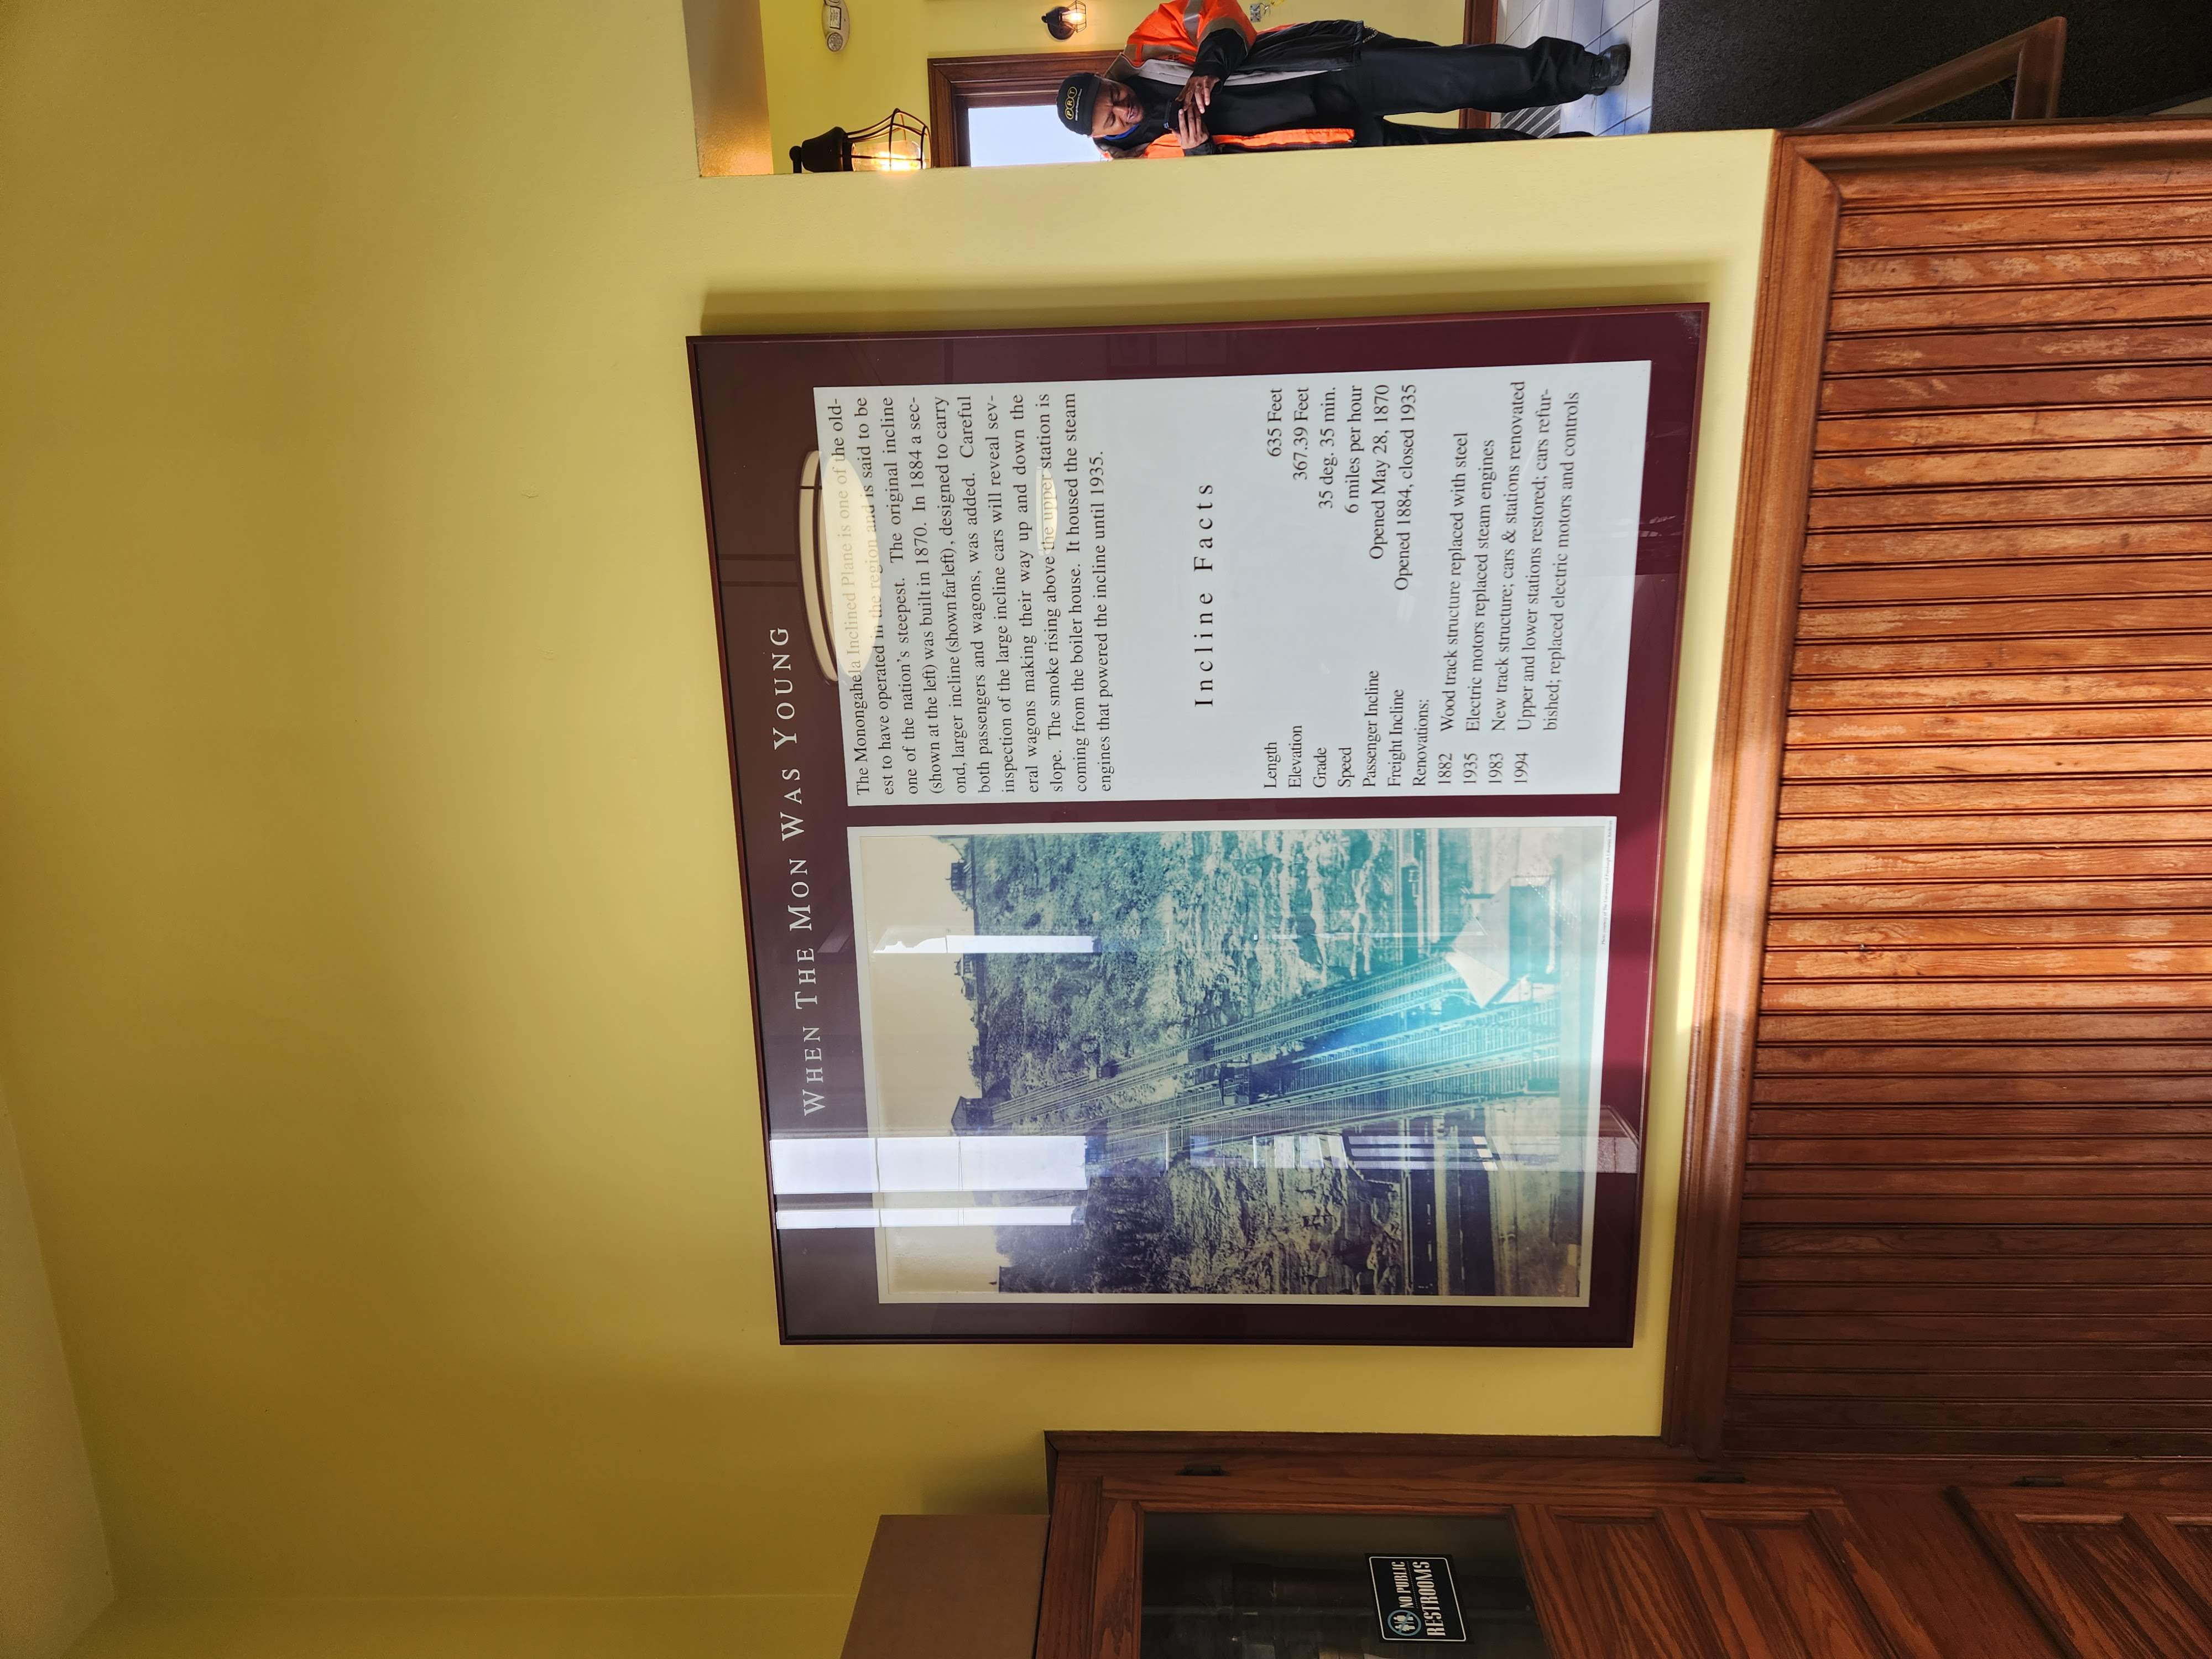 WHEN THE MON WAS YOUNG
The Monongahela Inclined Plane is one of the old-
est to have operated in the region and is said to be
one of the nation's steepest. The original incline
(shown at the left) was built in 1870. In 1884 a sec-
ond, larger incline (shown far left), designed to carry
both passengers and wagons, was added. Careful
inspection of the large incline cars will reveal sev-
eral wagons making their way up and down the
slope. The smoke rising above the upper station is
coming from the boiler house. It housed the steam
engines that powered the incline until 1935.
Incline Facts
Length 635 Feet
Elevation 367.39 Feet
Grade 35 deg. 35 min.
Speed 6 miles per hour
Passenger Incline Opened May 28, 1870
Freight Incline Opened 1884, closed 1935
Renovations:
1882 Wood track structure replaced with steel
1935 Electric motors replaced steam engines
1983 New track structure; cars & stations renovated
1994 Upper and lower stations restored; cars refur-
bished; replaced electric motors and controls
NO PUBLIC
RESTROOMS
PRT